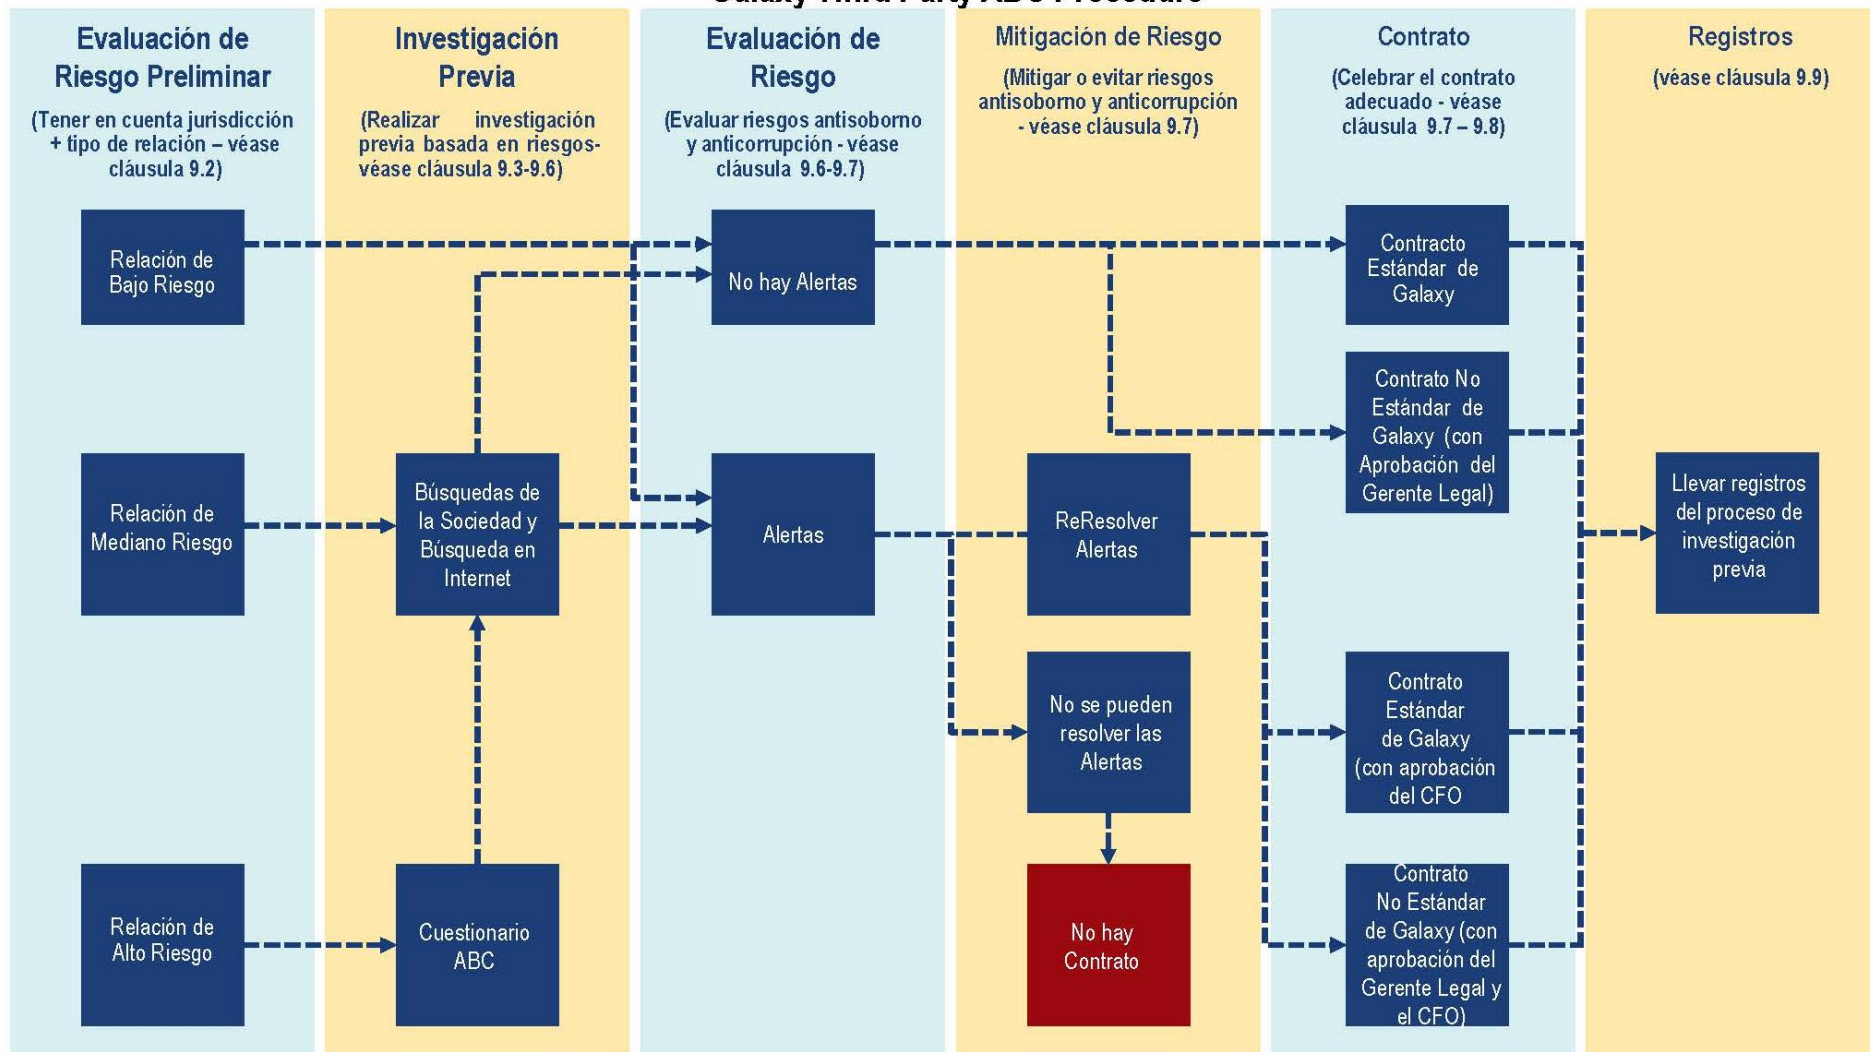 Galaxy Third Party ABC Procedure
Evaluación de
Riesgo Preliminar
(Tener en cuenta jurisdicción
+ tipo de relación – véase
cláusula 9.2)
Investigación
Previa
(Realizar investigación
previa basada en riesgos-
véase cláusula 9.3-9.6)
Evaluación de
Riesgo
(Evaluar riesgos antisoborno
y anticorrupción - véase
cláusula 9.6-9.7)
Mitigación de Riesgo
(Mitigar o evitar riesgos
antisoborno y anticorrupción
- véase cláusula 9.7)
Contrato
(Celebrar el contrato
adecuado - véase
cláusula 9.7 – 9.8)
Registros
(véase cláusula 9.9)
Relación de
Bajo Riesgo
No hay Alertas
Contracto
Estándar de
Galaxy
Contrato No
Estándar de
Galaxy (con
Aprobación del
Gerente Legal)
Relación de
Mediano Riesgo
Búsquedas de
la Sociedad y
Búsqueda en
Internet
Alertas
ReResolver
Alertas
Llevar registros
del proceso de
investigación
previa
No se pueden
resolver las
Alertas
Contrato
Estándar
de Galaxy
(con aprobación
del CFO
Relación de
Alto Riesgo
Cuestionario
ABC
No hay
Contrato
Contrato
No Estándar
de Galaxy (con
aprobación del
Gerente Legal y
el CFO)